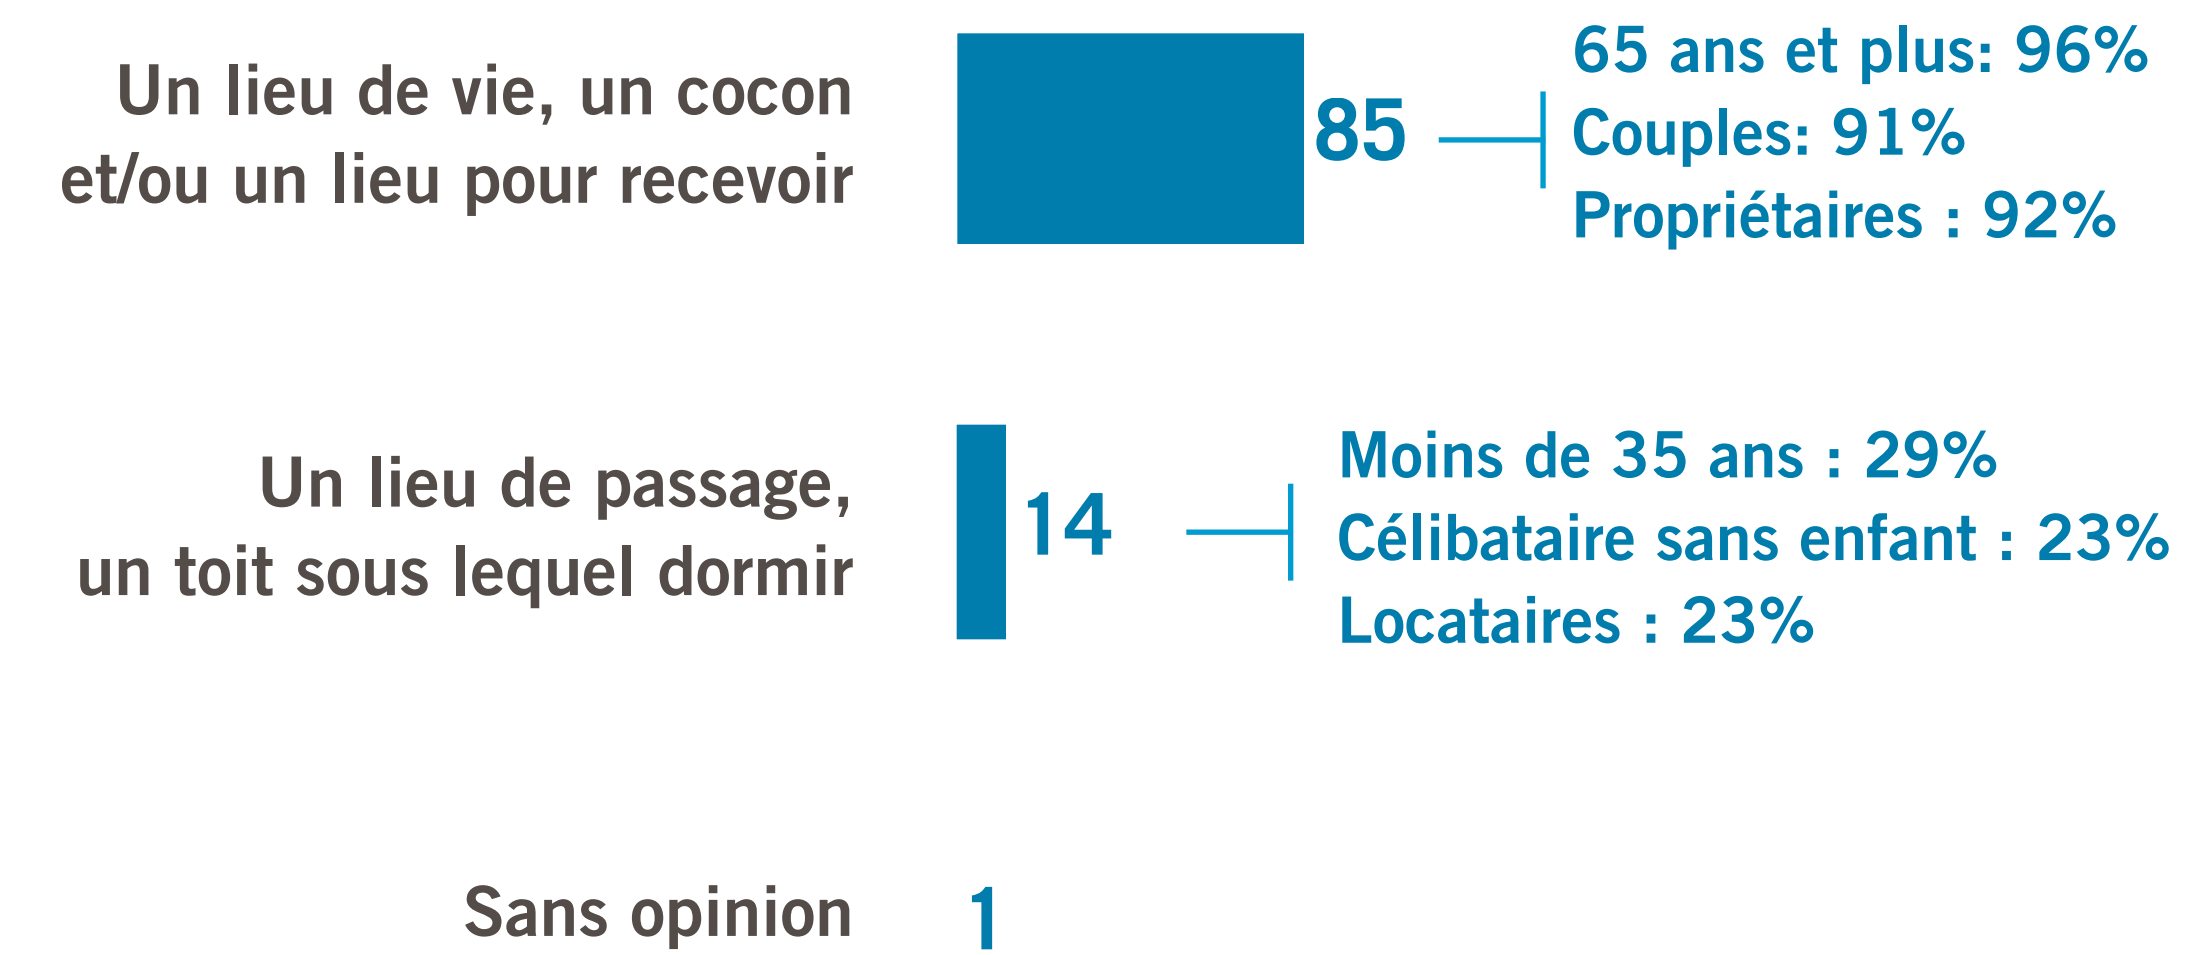 Un lieu de vie, un cocon
et/ou un lieu pour recevoir
85
65 ans et plus: 96%
Couples: 91%
Propriétaires : 92%
Un lieu de passage,
un toit sous lequel dormir
14
Moins de 35 ans : 29%
Célibataire sans enfant : 23%
Locataires : 23%
Sans opinion
1